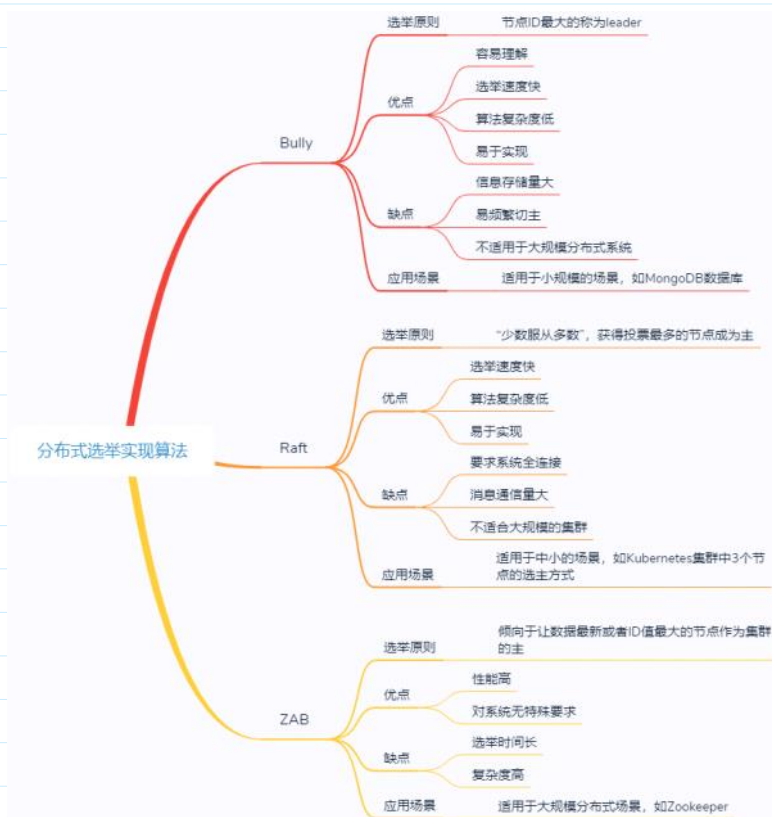 分布式选举实现算法
Bully
选举原则
节点ID最大的称为leader
优点
容易理解
选举速度快
算法复杂度低
易于实现
缺点
信息存储量大
易频繁切主
不适用于大规模分布式系统
应用场景
适用于小规模的场景，如MongoDB数据库
Raft
选举原则
“少数服从多数”，获得投票最多的节点成为主
优点
选举速度快
算法复杂度低
易于实现
缺点
要求系统全连接
消息通信量大
不适合大规模的集群
应用场景
适用于中小的场景，如Kubernetes集群中3个节
点的选主方式
ZAB
选举原则
倾向于让数据最新或者ID值最大的节点作为集群
的主
优点
性能高
对系统无特殊要求
缺点
选举时间长
复杂度高
应用场景
适用于大规模分布式场景，如Zookeeper